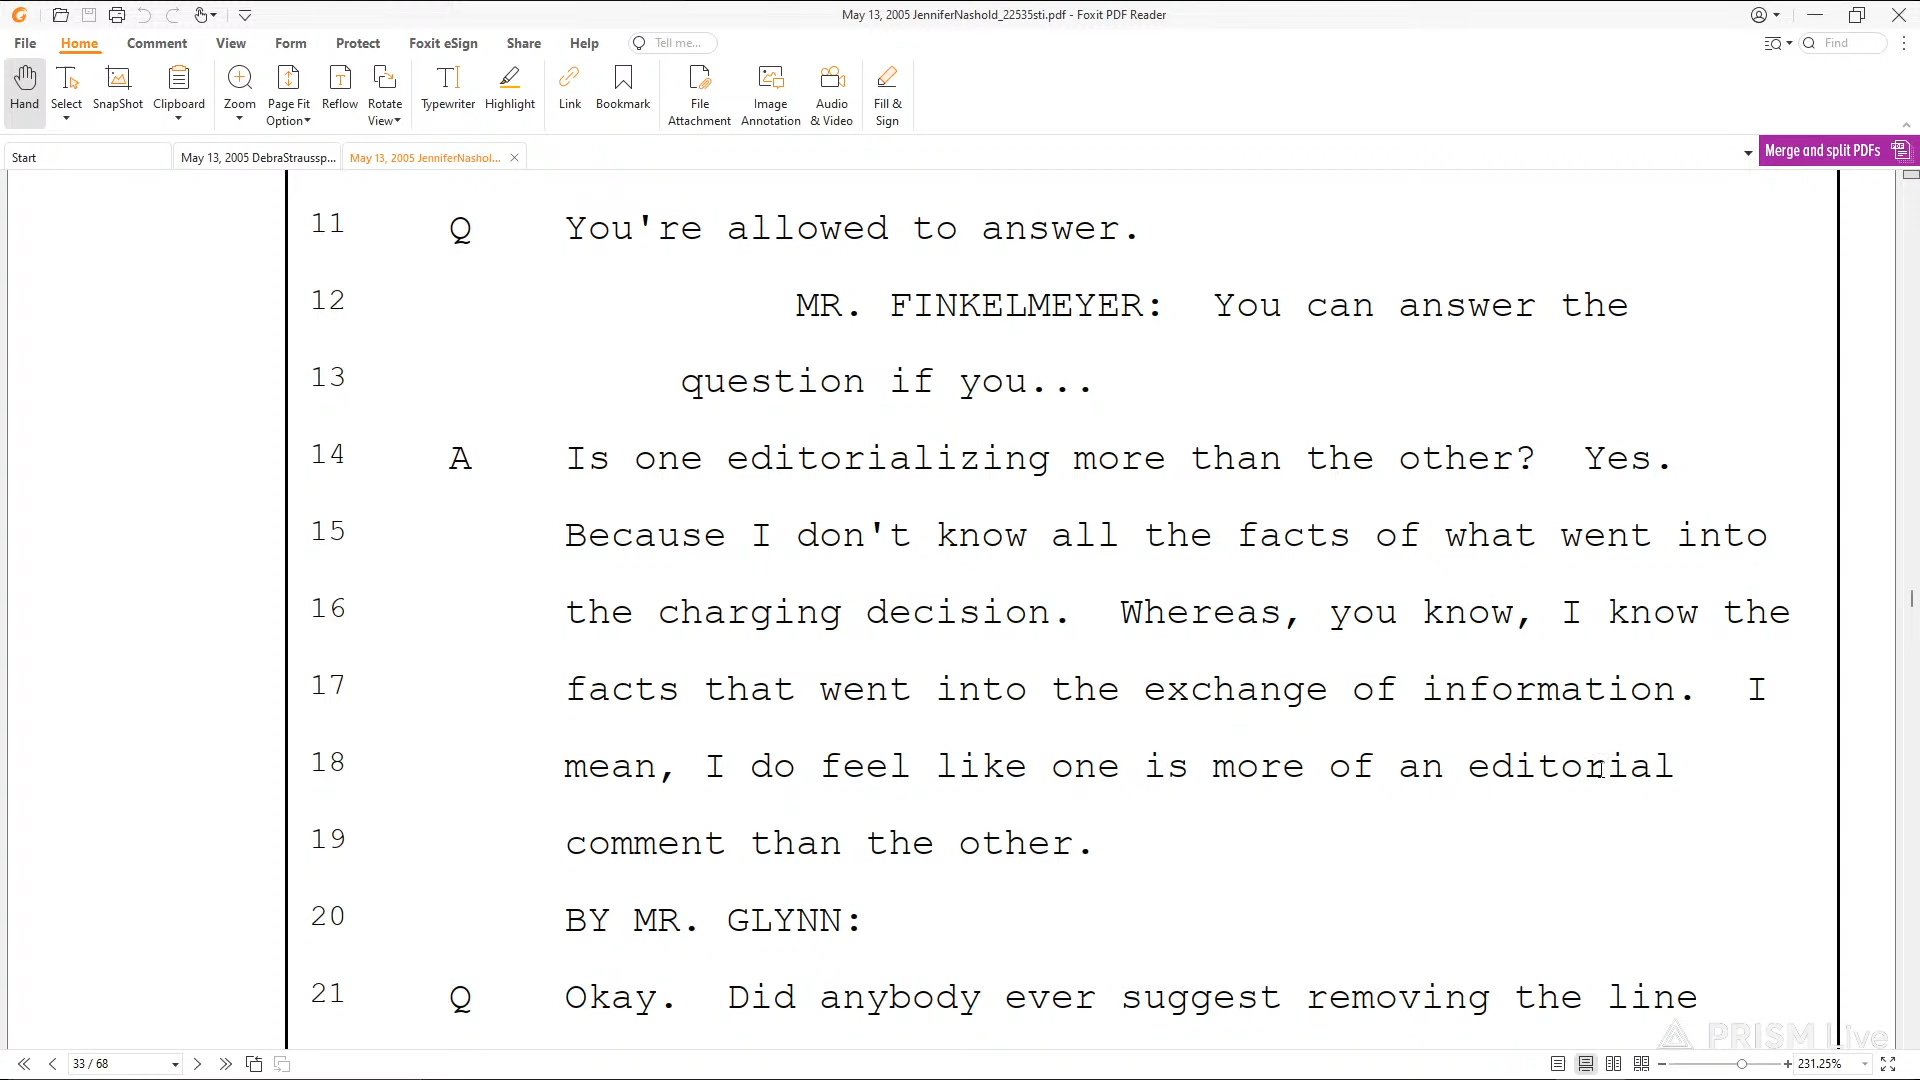 May 13, 2005 JenniferNashold_22535sti.pdf - Foxit PDF Reader
File Home Comment View Form Protect Foxit eSign Share Help Tell me... Find
Hand Select SnapShot Clipboard Zoom Page Fit Option Reflow Rotate View Typewriter Highlight Link Bookmark File Attachment Image Annotation Audio & Video Fill & Sign
Start May 13, 2005 DebraStraussp... May 13, 2005 JenniferNashol... Merge and split PDFs
11 Q You're allowed to answer.
12 MR. FINKELMEYER: You can answer the
13 question if you...
14 A Is one editorializing more than the other? Yes.
15 Because I don't know all the facts of what went into
16 the charging decision. Whereas, you know, I know the
17 facts that went into the exchange of information. I
18 mean, I do feel like one is more of an editorial
19 comment than the other.
20 BY MR. GLYNN:
21 Q Okay. Did anybody ever suggest removing the line
PRISM Live
33 / 68 231.25%